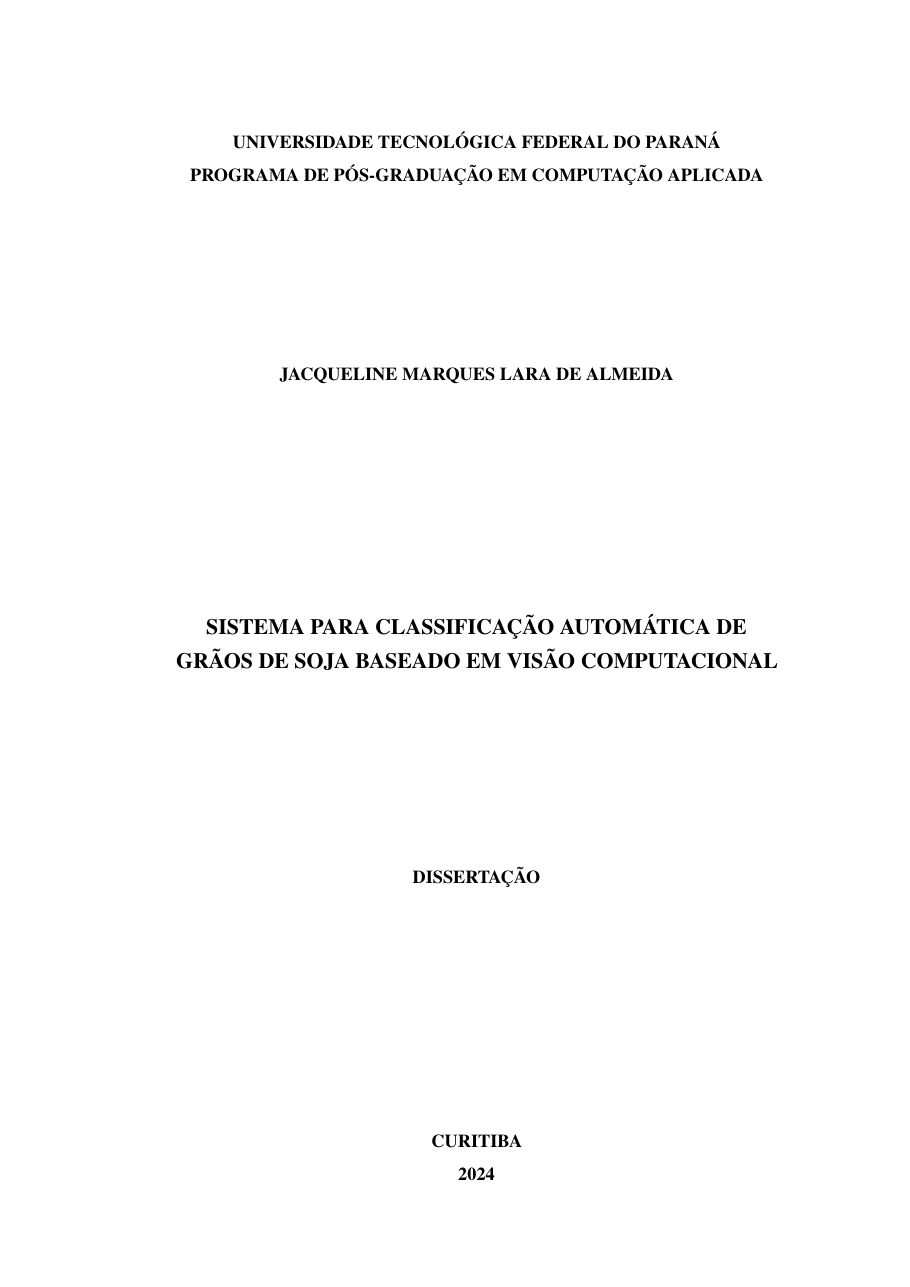 UNIVERSIDADE TECNOLÓGICA FEDERAL DO PARANÁ
PROGRAMA DE PÓS-GRADUAÇÃO EM COMPUTAÇÃO APLICADA
JACQUELINE MARQUES LARA DE ALMEIDA
SISTEMA PARA CLASSIFICAÇÃO AUTOMÁTICA DE
GRÃOS DE SOJA BASEADO EM VISÃO COMPUTACIONAL
DISSERTAÇÃO
CURITIBA
2024